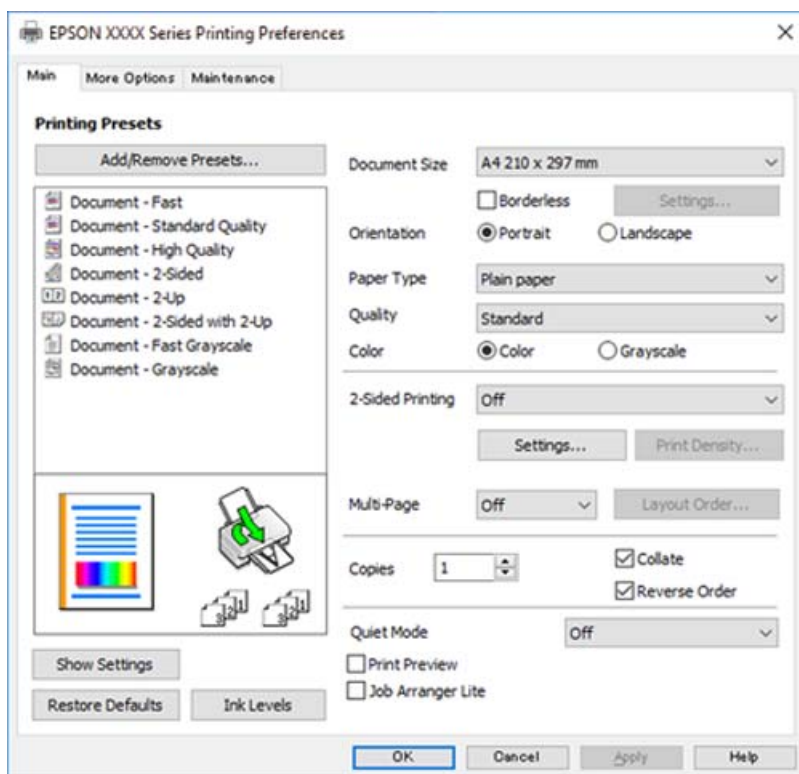 EPSON XXXX Series Printing Preferences
Main More Options Maintenance
Printing Presets
Add/Remove Presets...
Document - Fast
Document - Standard Quality
Document - High Quality
Document - 2-Sided
Document - 2-Up
Document - 2-Sided with 2-Up
Document - Fast Grayscale
Document - Grayscale
Show Settings
Restore Defaults Ink Levels
Document Size A4 210 x 297 mm
Borderless Settings...
Orientation Portrait Landscape
Paper Type Plain paper
Quality Standard
Color Color Grayscale
2-Sided Printing Off
Settings... Print Density...
Multi-Page Off Layout Order...
Copies 1 Collate
Reverse Order
Quiet Mode Off
Print Preview
Job Arranger Lite
OK Cancel Apply Help